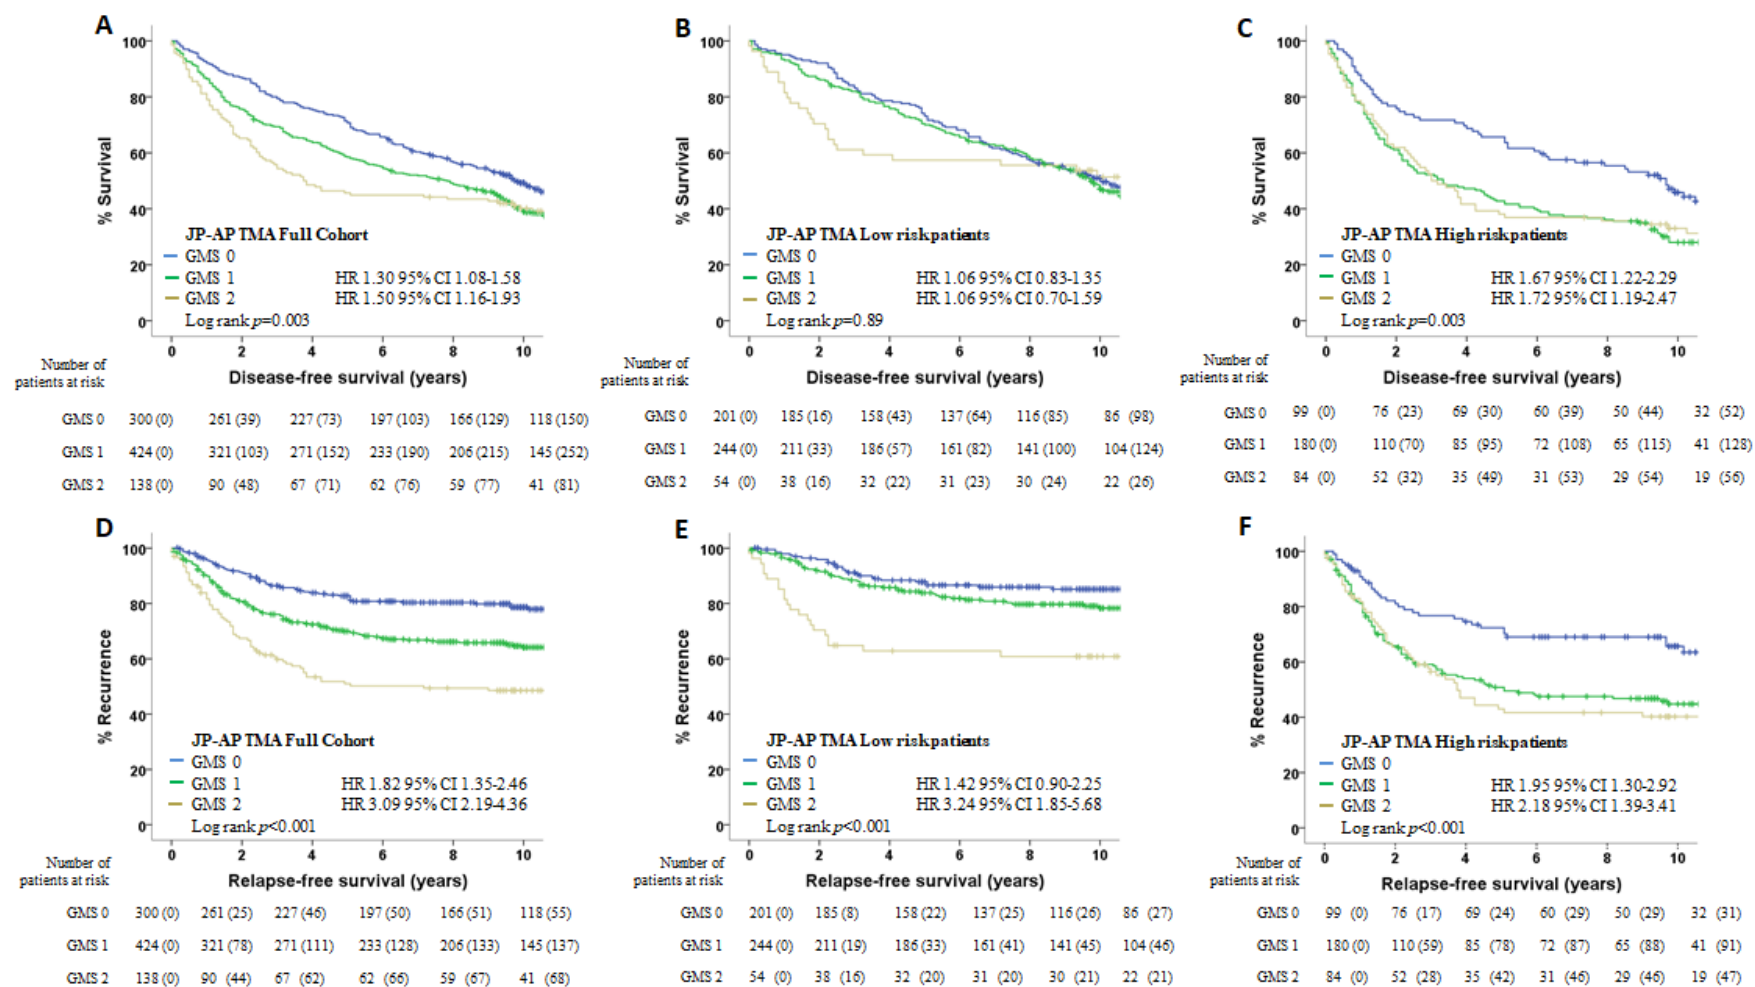 A
100
80
60
40
20
0
% Survival
JP-AP TMA Full Cohort
GMS 0
GMS 1 HR 1.30 95% CI 1.08-1.58
GMS 2 HR 1.50 95% CI 1.16-1.93
Log rank p=0.003
0 2 4 6 8 10
Disease-free survival (years)
Number of
patients at risk
GMS 0 300 (0) 261 (39) 227 (73) 197 (103) 166 (129) 118 (150)
GMS 1 424 (0) 321 (103) 271 (152) 233 (190) 206 (215) 145 (252)
GMS 2 138 (0) 90 (48) 67 (71) 62 (76) 59 (77) 41 (81)
B
100
80
60
40
20
0
% Survival
JP-AP TMA Low risk patients
GMS 0
GMS 1 HR 1.06 95% CI 0.83-1.35
GMS 2 HR 1.06 95% CI 0.70-1.59
Log rank p=0.89
0 2 4 6 8 10
Disease-free survival (years)
Number of
patients at risk
GMS 0 201 (0) 185 (16) 158 (43) 137 (64) 116 (85) 86 (98)
GMS 1 244 (0) 211 (33) 186 (57) 161 (82) 141 (100) 104 (124)
GMS 2 54 (0) 38 (16) 32 (22) 31 (23) 30 (24) 22 (26)
C
100
80
60
40
20
0
% Survival
JP-AP TMA High risk patients
GMS 0
GMS 1 HR 1.67 95% CI 1.22-2.29
GMS 2 HR 1.72 95% CI 1.19-2.47
Log rank p=0.003
0 2 4 6 8 10
Disease-free survival (years)
Number of
patients at risk
GMS 0 99 (0) 76 (23) 69 (30) 60 (39) 50 (44) 32 (52)
GMS 1 180 (0) 110 (70) 85 (95) 72 (108) 65 (115) 41 (128)
GMS 2 84 (0) 52 (32) 35 (49) 31 (53) 29 (54) 19 (56)
D
100
80
60
40
20
0
% Recurrence
JP-AP TMA Full Cohort
GMS 0
GMS 1 HR 1.82 95% CI 1.35-2.46
GMS 2 HR 3.09 95% CI 2.19-4.36
Log rank p<0.001
0 2 4 6 8 10
Relapse-free survival (years)
Number of
patients at risk
GMS 0 300 (0) 261 (25) 227 (46) 197 (50) 166 (51) 118 (55)
GMS 1 424 (0) 321 (78) 271 (111) 233 (128) 206 (133) 145 (137)
GMS 2 138 (0) 90 (44) 67 (62) 62 (66) 59 (67) 41 (68)
E
100
80
60
40
20
0
% Recurrence
JP-AP TMA Low risk patients
GMS 0
GMS 1 HR 1.42 95% CI 0.90-2.25
GMS 2 HR 3.24 95% CI 1.85-5.68
Log rank p<0.001
0 2 4 6 8 10
Relapse-free survival (years)
Number of
patients at risk
GMS 0 201 (0) 185 (8) 158 (22) 137 (25) 116 (26) 86 (27)
GMS 1 244 (0) 211 (19) 186 (33) 161 (41) 141 (45) 104 (46)
GMS 2 54 (0) 38 (16) 32 (20) 31 (20) 30 (21) 22 (21)
F
100
80
60
40
20
0
% Recurrence
JP-AP TMA High risk patients
GMS 0
GMS 1 HR 1.95 95% CI 1.30-2.92
GMS 2 HR 2.18 95% CI 1.39-3.41
Log rank p<0.001
0 2 4 6 8 10
Relapse-free survival (years)
Number of
patients at risk
GMS 0 99 (0) 76 (17) 69 (24) 60 (29) 50 (29) 32 (31)
GMS 1 180 (0) 110 (59) 85 (78) 72 (87) 65 (88) 41 (91)
GMS 2 84 (0) 52 (28) 35 (42) 31 (46) 29 (46) 19 (47)